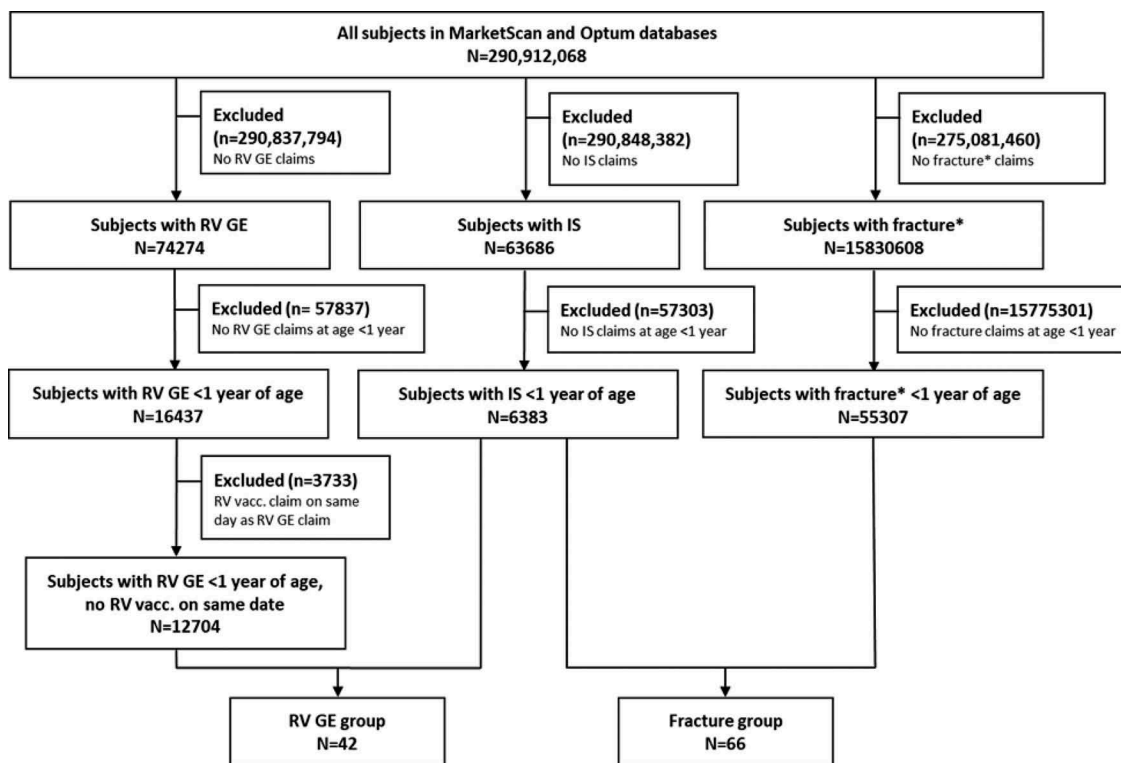 All subjects in MarketScan and Optum databases
N=290,912,068
Excluded
(n=290,837,794)
No RV GE claims
Excluded
(n=290,848,382)
No IS claims
Excluded
(n=275,081,460)
No fracture* claims
Subjects with RV GE
N=74274
Subjects with IS
N=63686
Subjects with fracture*
N=15830608
Excluded (n= 57837)
No RV GE claims at age <1 year
Excluded (n=57303)
No IS claims at age <1 year
Excluded (n=15775301)
No fracture claims at age <1 year
Subjects with RV GE <1 year of age
N=16437
Subjects with IS <1 year of age
N=6383
Subjects with fracture* <1 year of age
N=55307
Excluded (n=3733)
RV vacc. claim on same
day as RV GE claim
Subjects with RV GE <1 year of age,
no RV vacc. on same date
N=12704
RV GE group
N=42
Fracture group
N=66